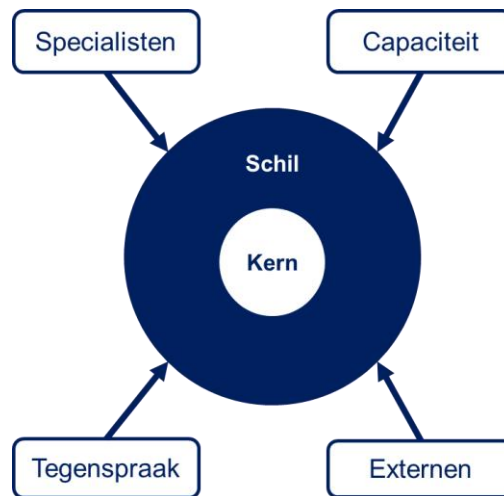 Specialisten
Capaciteit
Schil
Kern
Tegenspraak
Externen